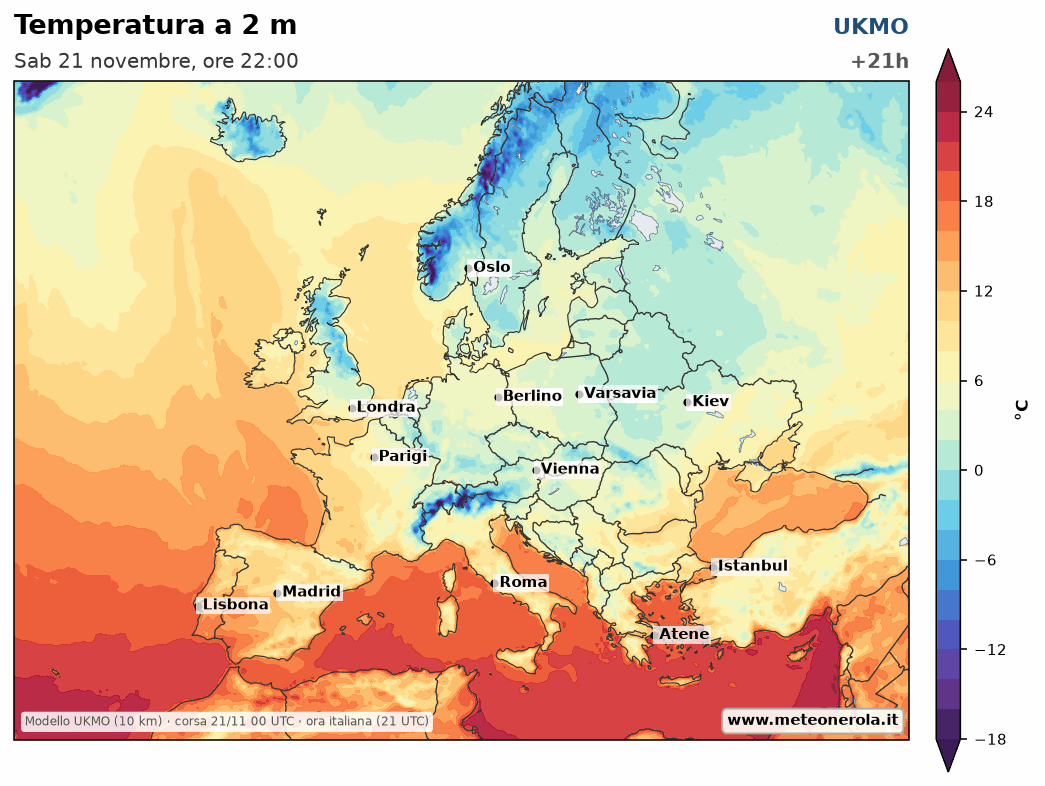 Temperatura a 2 m
UKMO
Sab 21 novembre, ore 22:00
+21h
24
18
12
6
0
−6
−12
−18
°C
Oslo
Berlino
Varsavia
Kiev
Londra
Parigi
Vienna
Istanbul
Roma
Madrid
Lisbona
Atene
Modello UKMO (10 km) · corsa 21/11 00 UTC · ora italiana (21 UTC)
www.meteonerola.it